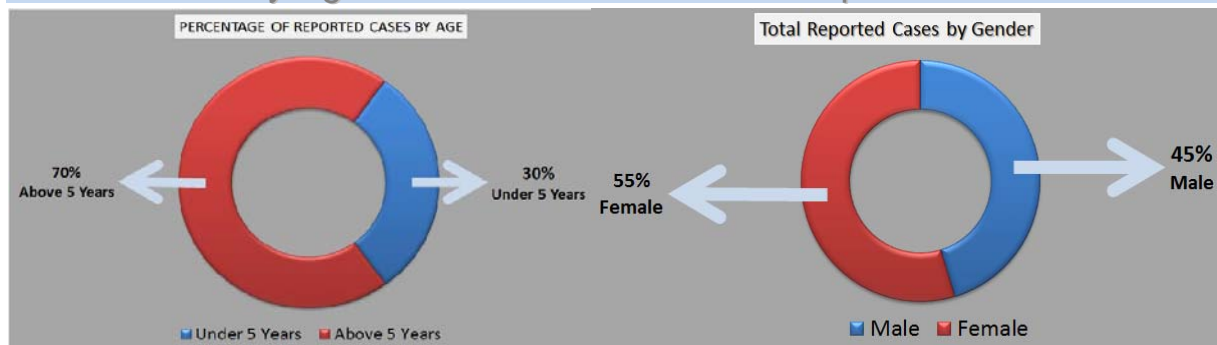 PERCENTAGE OF REPORTED CASES BY AGE
70%
Above 5 Years
30%
Under 5 Years
Under 5 Years Above 5 Years
Total Reported Cases by Gender
55%
Female
45%
Male
Male Female